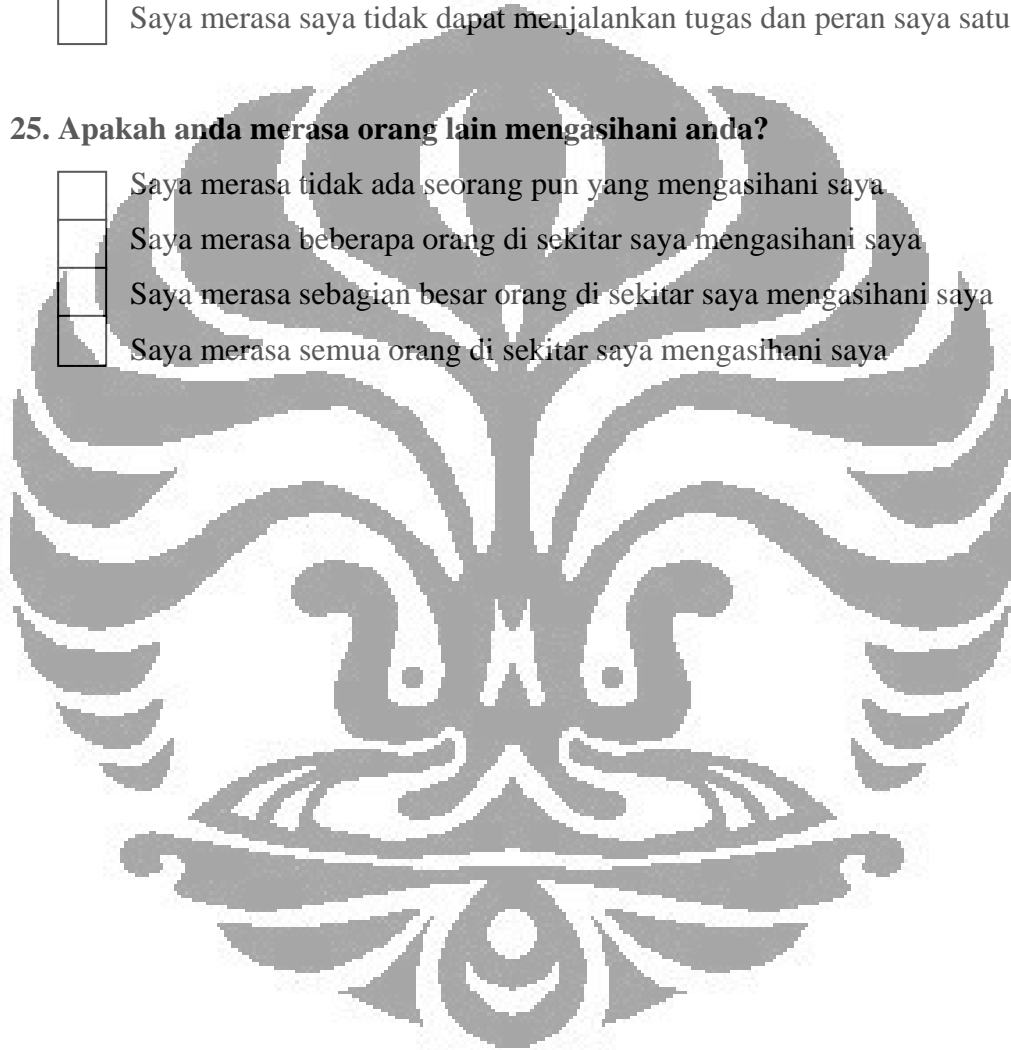 Saya merasa saya tidak dapat menjalankan tugas dan peran saya satu
25. Apakah anda merasa orang lain mengasihani anda?
Saya merasa tidak ada seorang pun yang mengasihani saya
Saya merasa beberapa orang di sekitar saya mengasihani saya
Saya merasa sebagian besar orang di sekitar saya mengasihani saya
Saya merasa semua orang di sekitar saya mengasihani saya